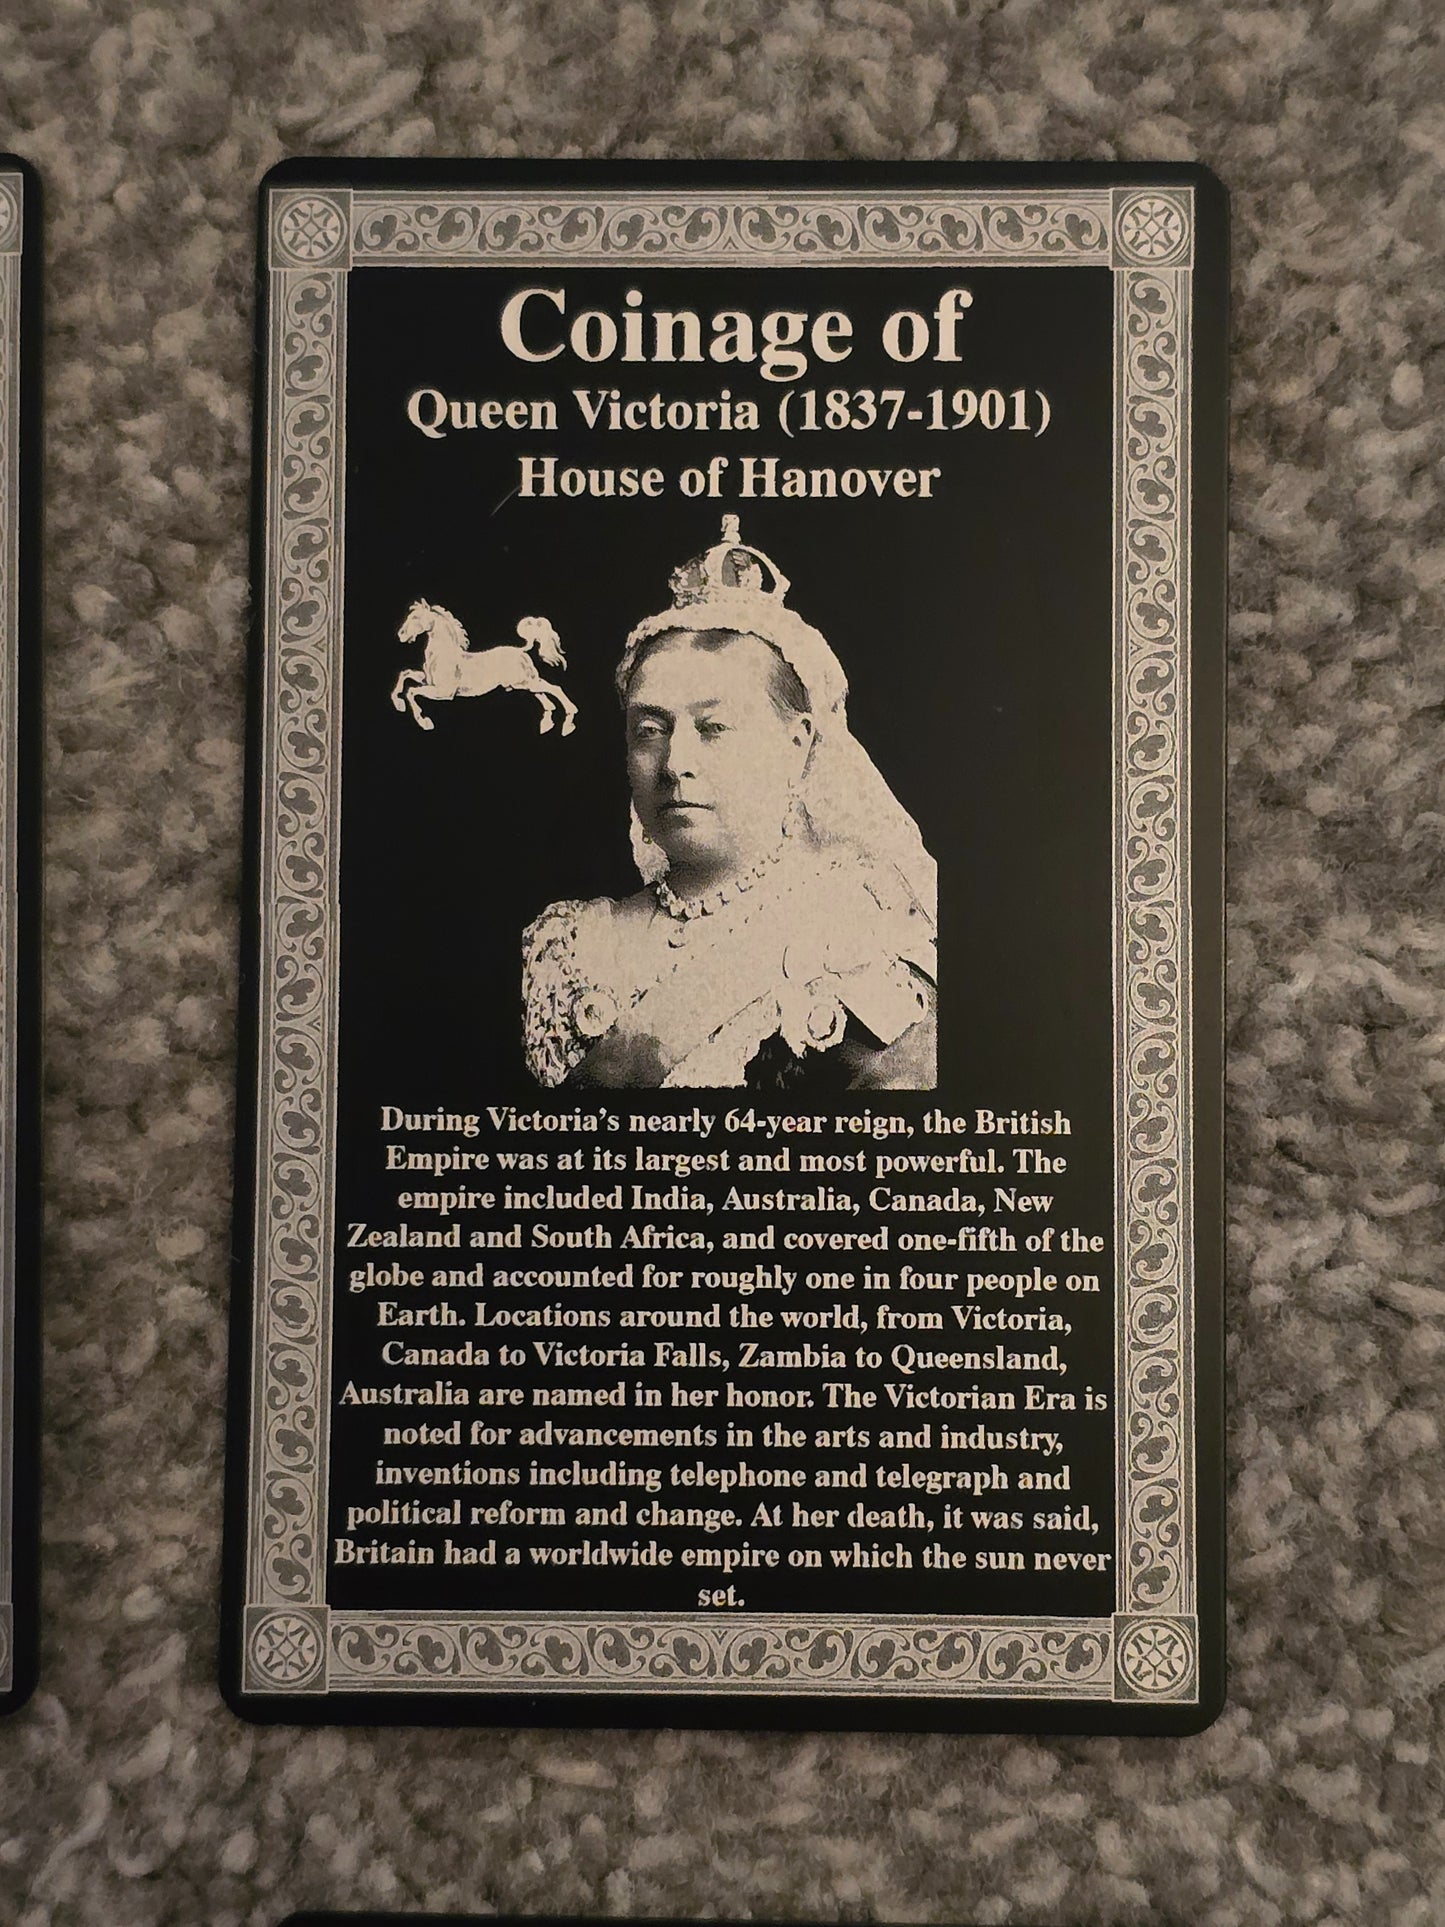 Coinage of
Queen Victoria (1837-1901)
House of Hanover
During Victoria’s nearly 64-year reign, the British
Empire was at its largest and most powerful. The
empire included India, Australia, Canada, New
Zealand and South Africa, and covered one-fifth of the
globe and accounted for roughly one in four people on
Earth. Locations around the world, from Victoria,
Canada to Victoria Falls, Zambia to Queensland,
Australia are named in her honor. The Victorian Era is
noted for advancements in the arts and industry,
inventions including telephone and telegraph and
political reform and change. At her death, it was said,
Britain had a worldwide empire on which the sun never
set.